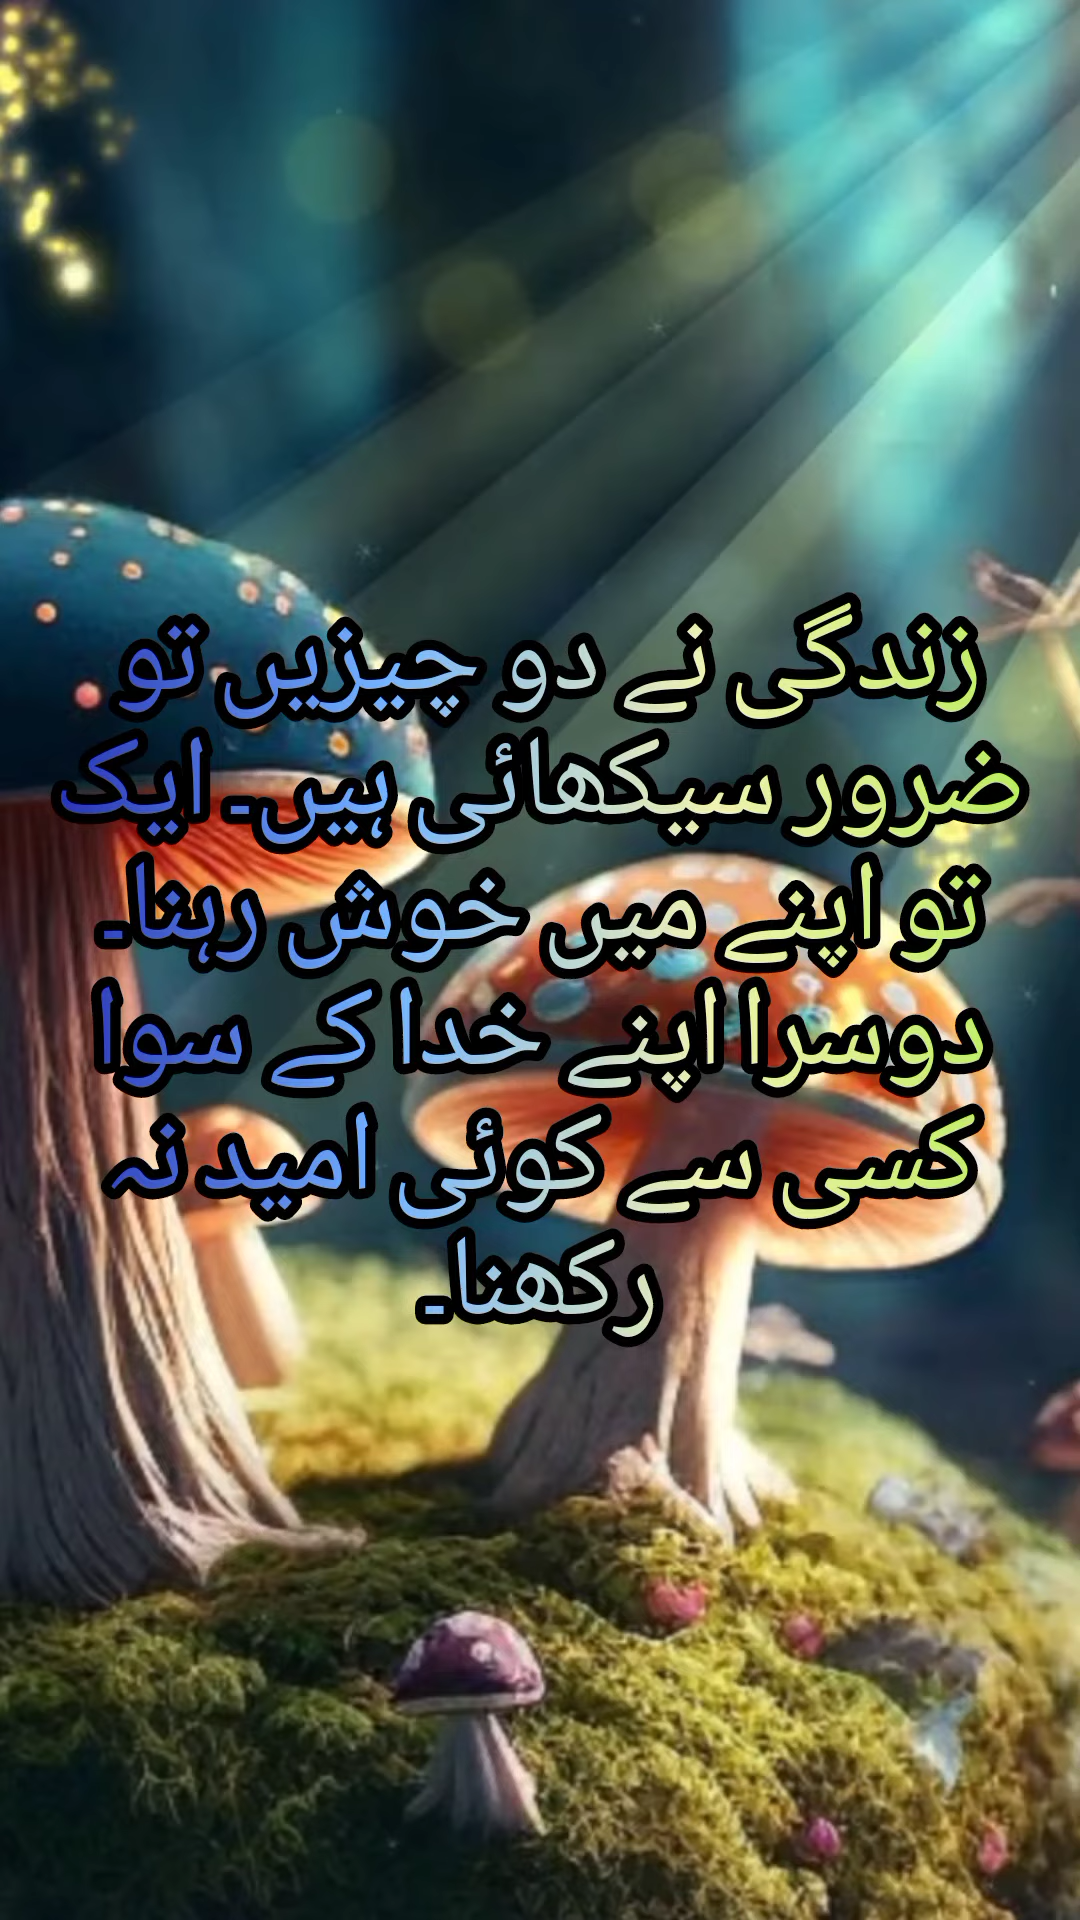 زندگی نے دو چیزیں تو
ضرور سیکھائی ہیں۔ ایک
تو اپنے میں خوش رہنا۔
دوسرا اپنے خدا کے سوا
کسی سے کوئی امید نہ
رکھنا۔